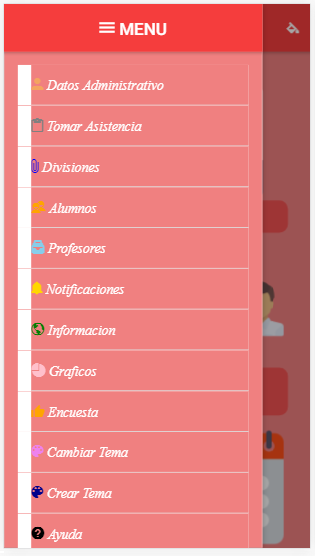 MENU
Datos Administrativo
Tomar Asistencia
Divisiones
Alumnos
Profesores
Notificaciones
Informacion
Graficos
Encuesta
Cambiar Tema
Crear Tema
Ayuda